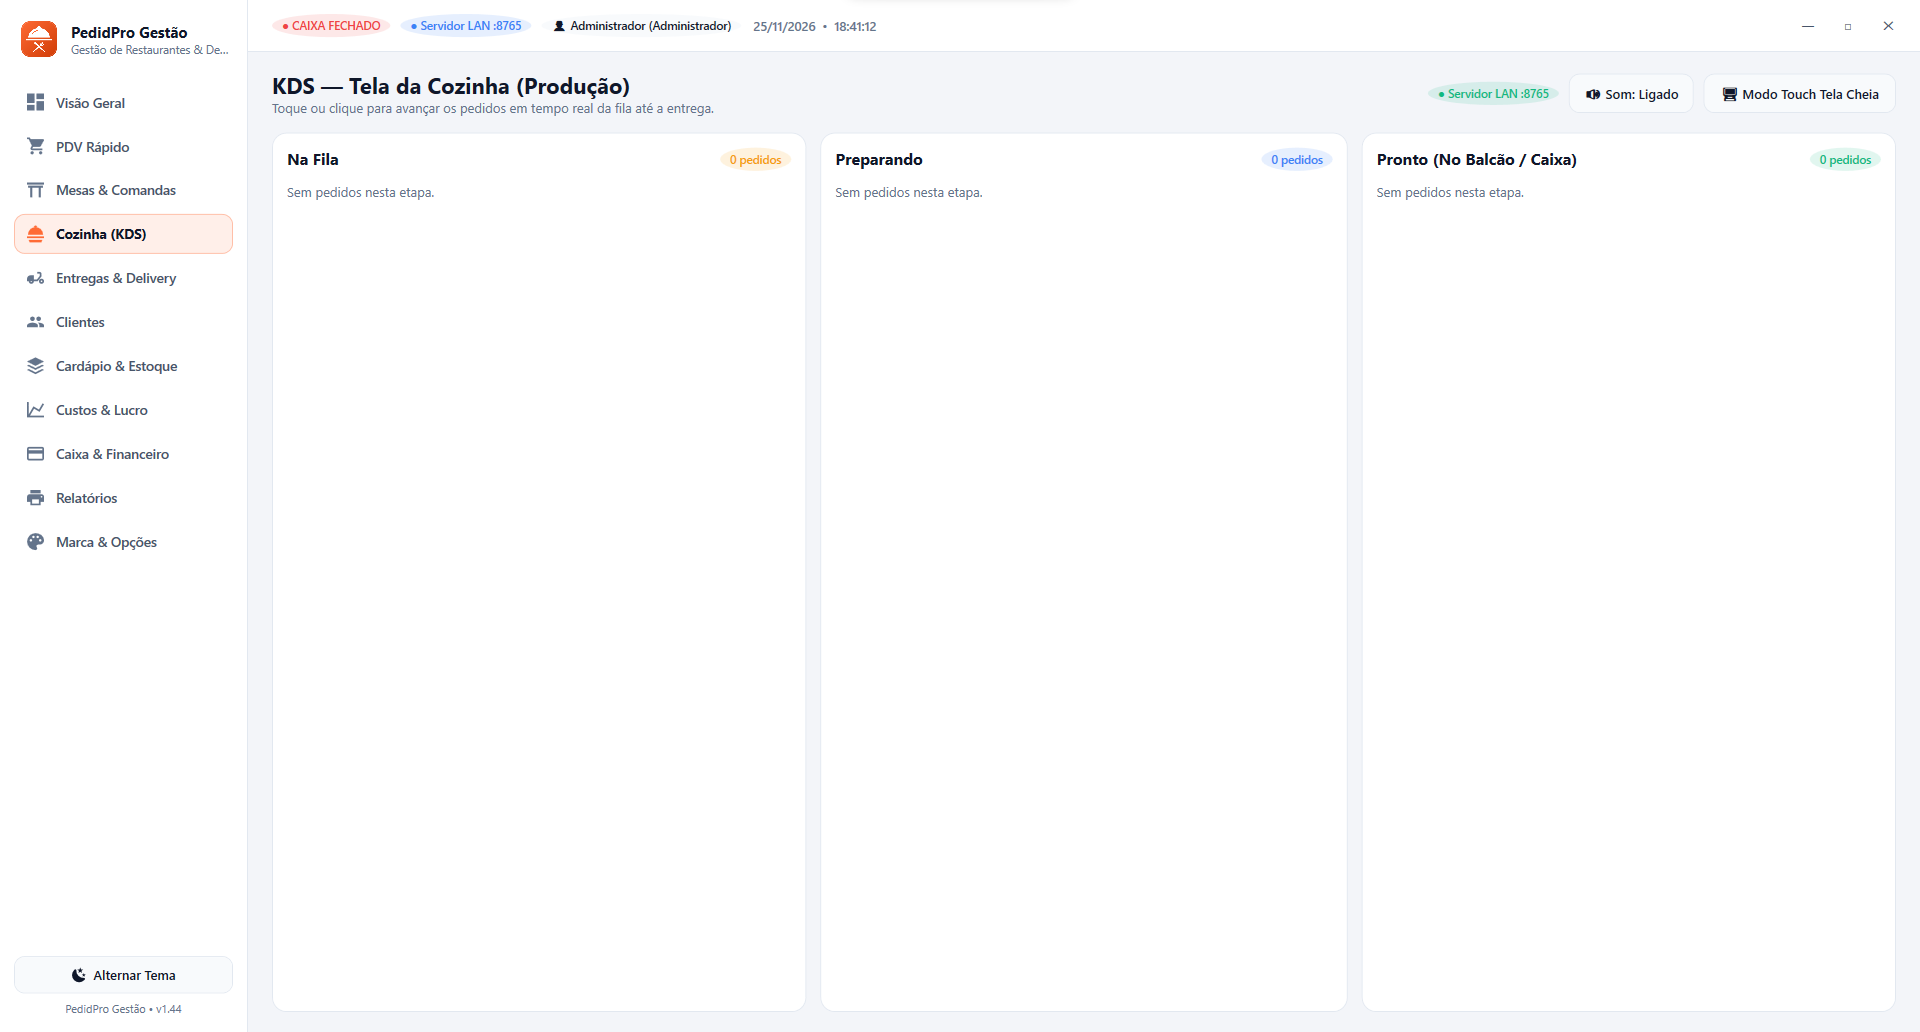 PedidPro Gestão
Gestão de Restaurantes & De...
Visão Geral
PDV Rápido
Mesas & Comandas
Cozinha (KDS)
Entregas & Delivery
Clientes
Cardápio & Estoque
Custos & Lucro
Caixa & Financeiro
Relatórios
Marca & Opções
Alternar Tema
PedidPro Gestão • v1.44
● CAIXA FECHADO
● Servidor LAN :8765
Administrador (Administrador)
25/11/2026 • 18:41:12
KDS — Tela da Cozinha (Produção)
Toque ou clique para avançar os pedidos em tempo real da fila até a entrega.
● Servidor LAN :8765
Som: Ligado
Modo Touch Tela Cheia
Na Fila
0 pedidos
Sem pedidos nesta etapa.
Preparando
0 pedidos
Sem pedidos nesta etapa.
Pronto (No Balcão / Caixa)
0 pedidos
Sem pedidos nesta etapa.